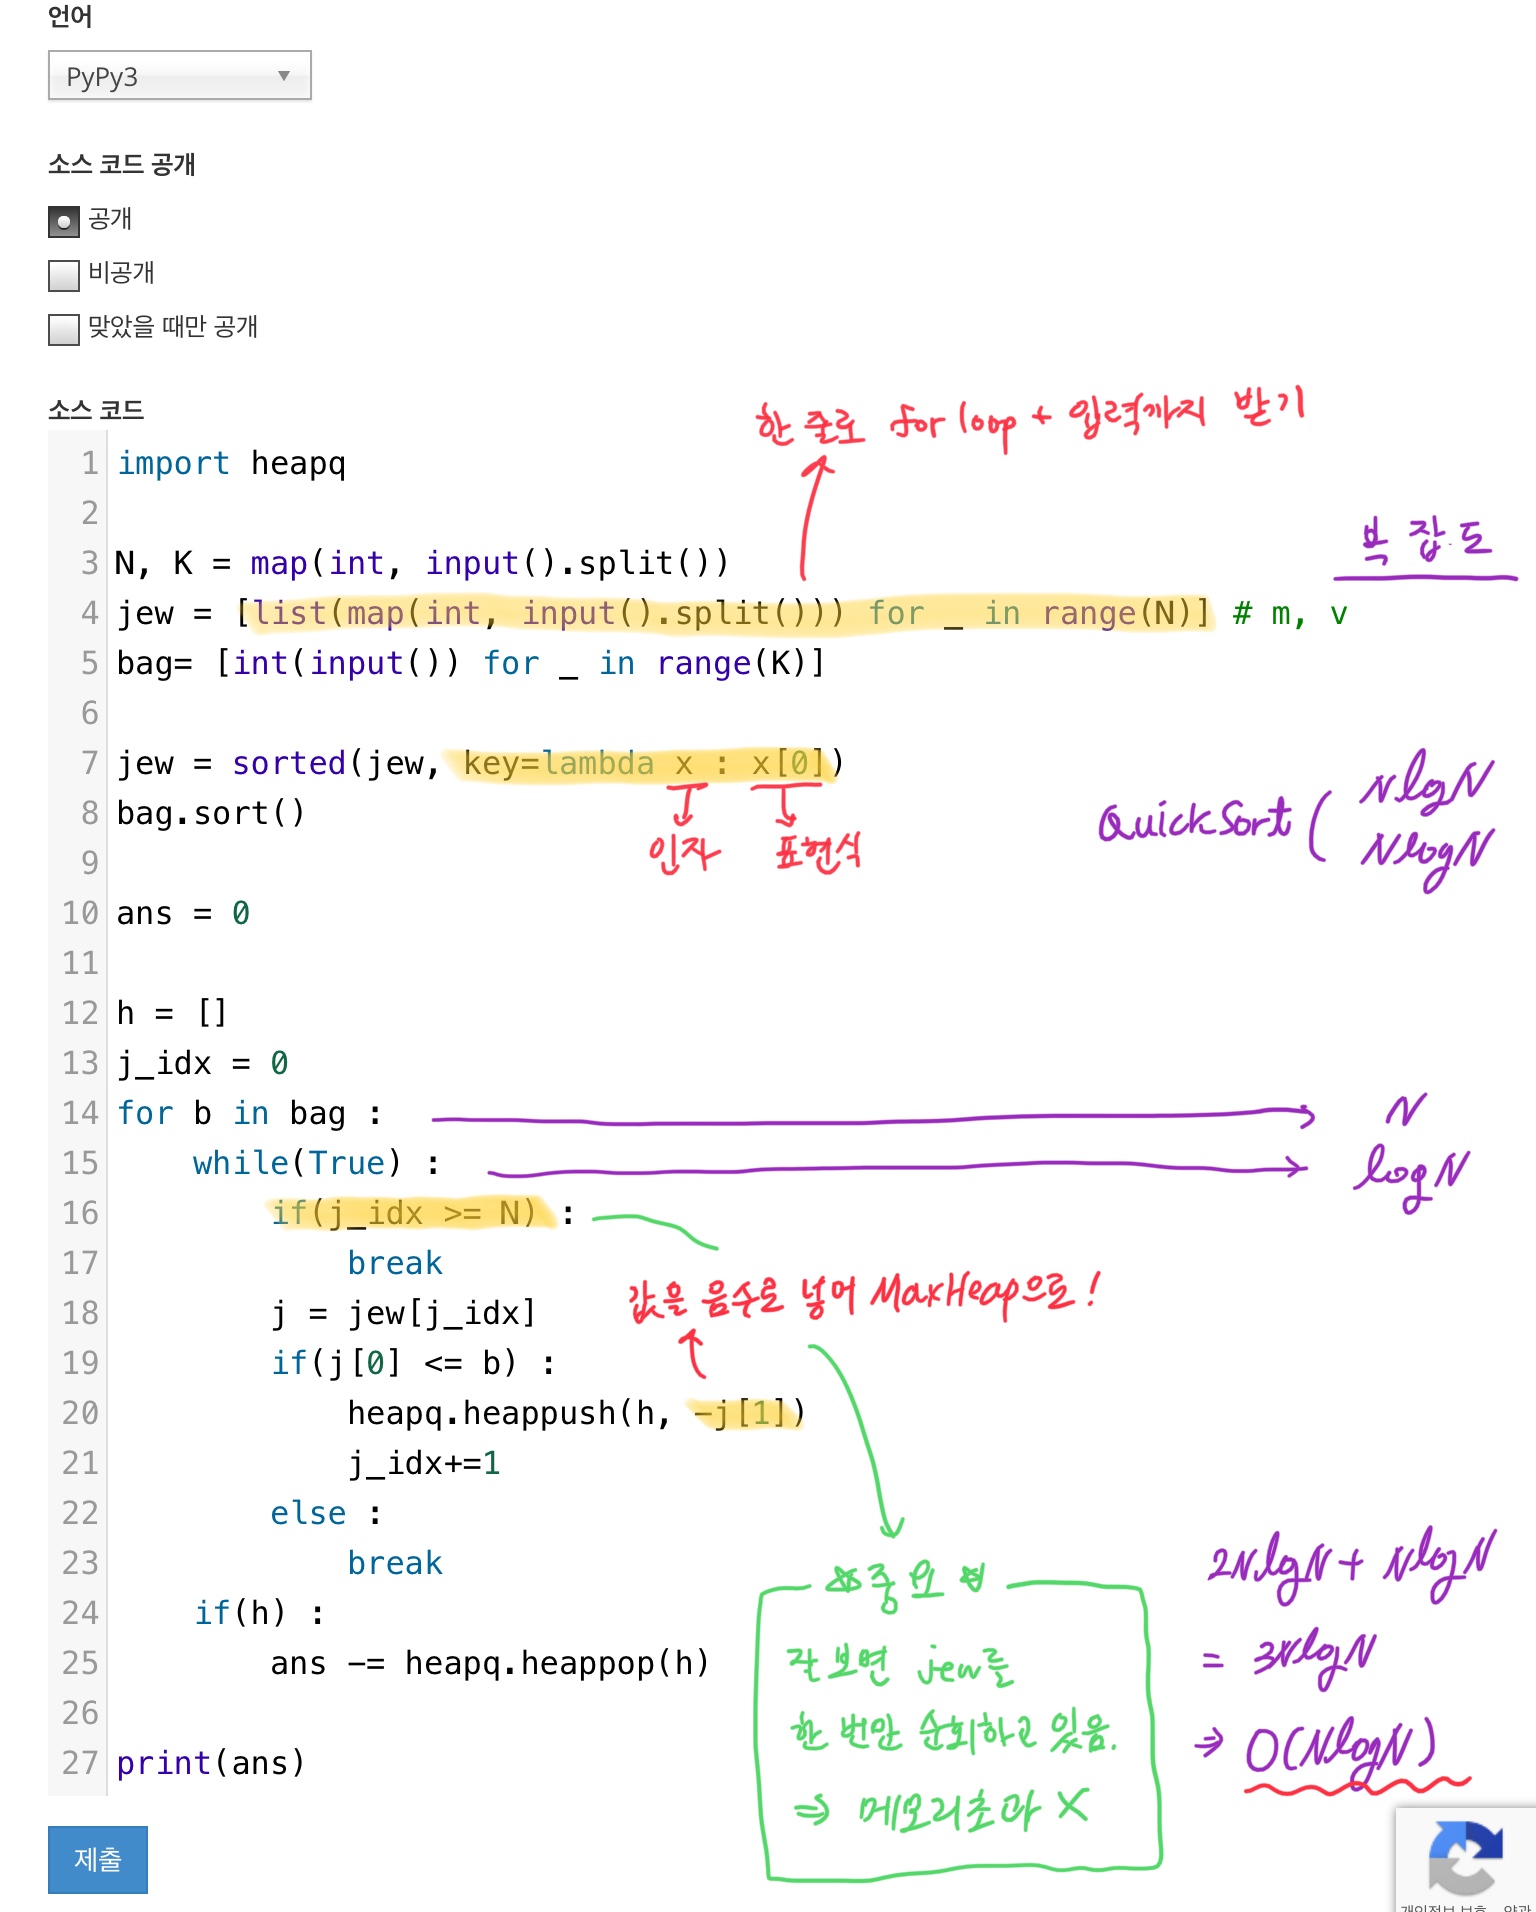 언어
PyPy3
소스 코드 공개
공개
비공개
맞았을 때만 공개
소스 코드
한 줄로 for loop + 입력까지 받기
1 import heapq
2
복잡도
3 N, K = map(int, input().split())
4 jew = [list(map(int, input().split())) for _ in range(N)] # m, v
5 bag= [int(input()) for _ in range(K)]
6
7 jew = sorted(jew, key=lambda x : x[0])
NlogN
8 bag.sort()
QuickSort (
인자 표현식
NlogN
9
10 ans = 0
11
12 h = []
13 j_idx = 0
14 for b in bag :
N
15 while(True) :
logN
16 if(j_idx >= N) :
17 break
18 j = jew[j_idx]
값을 음수로 넣어 MaxHeap으로!
19 if(j[0] <= b) :
20 heapq.heappush(h, -j[1])
21 j_idx+=1
22 else :
23 break
2NlogN + NlogN
☆중요☆
24 if(h) :
25 ans -= heapq.heappop(h)
잘 보면 jew를
= 3NlogN
26
한 번만 순회하고 있음.
⇒ O(NlogN)
27 print(ans)
⇒ 메모리초과 X
제출
개인정보 보호 - 약관